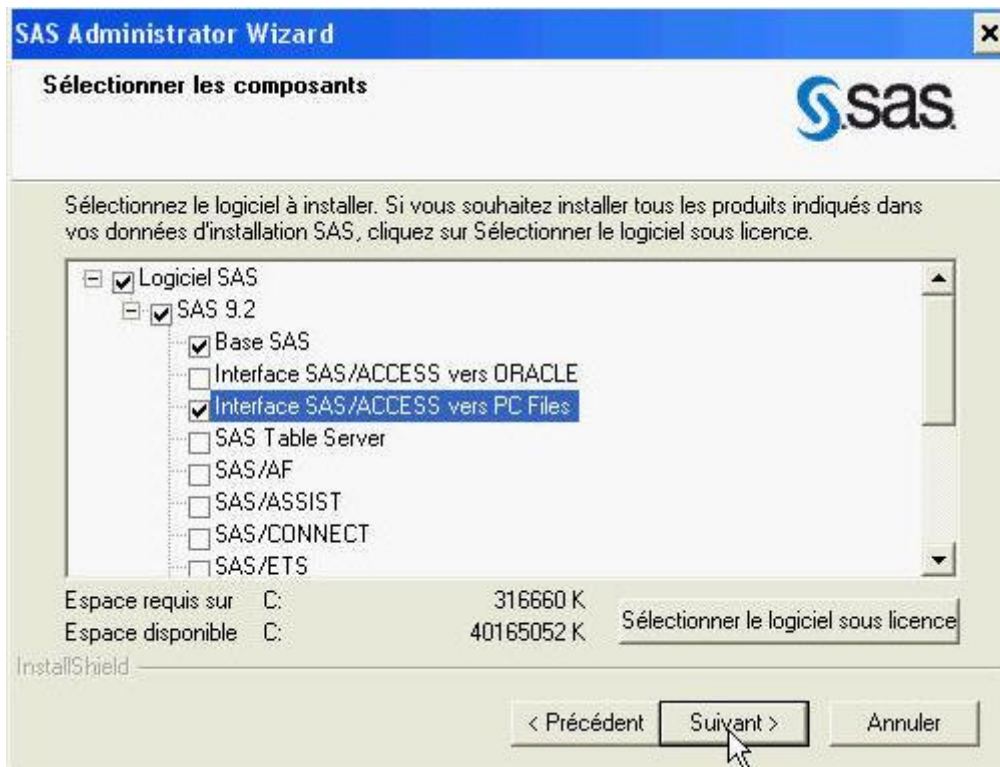 SAS Administrator Wizard
Sélectionner les composants
sas
Sélectionnez le logiciel à installer. Si vous souhaitez installer tous les produits indiqués dans
vos données d'installation SAS, cliquez sur Sélectionner le logiciel sous licence.
Logiciel SAS
SAS 9.2
Base SAS
Interface SAS/ACCESS vers ORACLE
Interface SAS/ACCESS vers PC Files
SAS Table Server
SAS/AF
SAS/ASSIST
SAS/CONNECT
SAS/ETS
Espace requis sur C: 316660 K
Espace disponible C: 40165052 K
Sélectionner le logiciel sous licence
InstallShield
< Précédent Suivant > Annuler